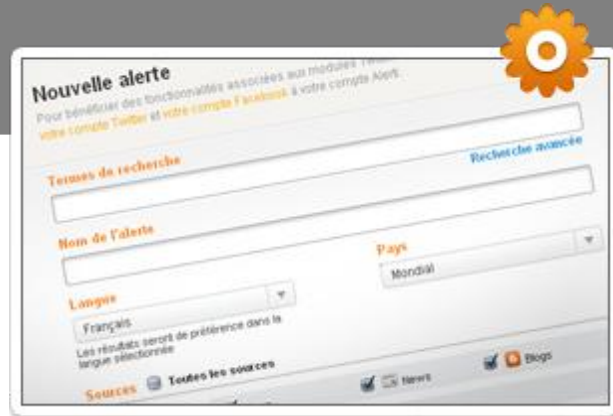 Nouvelle alerte
Pour bénéficier des fonctionnalités associées aux modules
votre compte Twitter et votre compte Facebook à votre compte Alerti.
Termes de recherche
Recherche avancée
Nom de l'alerte
Langue
Pays
Français
Mondial
Les résultats seront de préférence dans la
langue sélectionnée
Sources Toutes les sources
News
Blogs